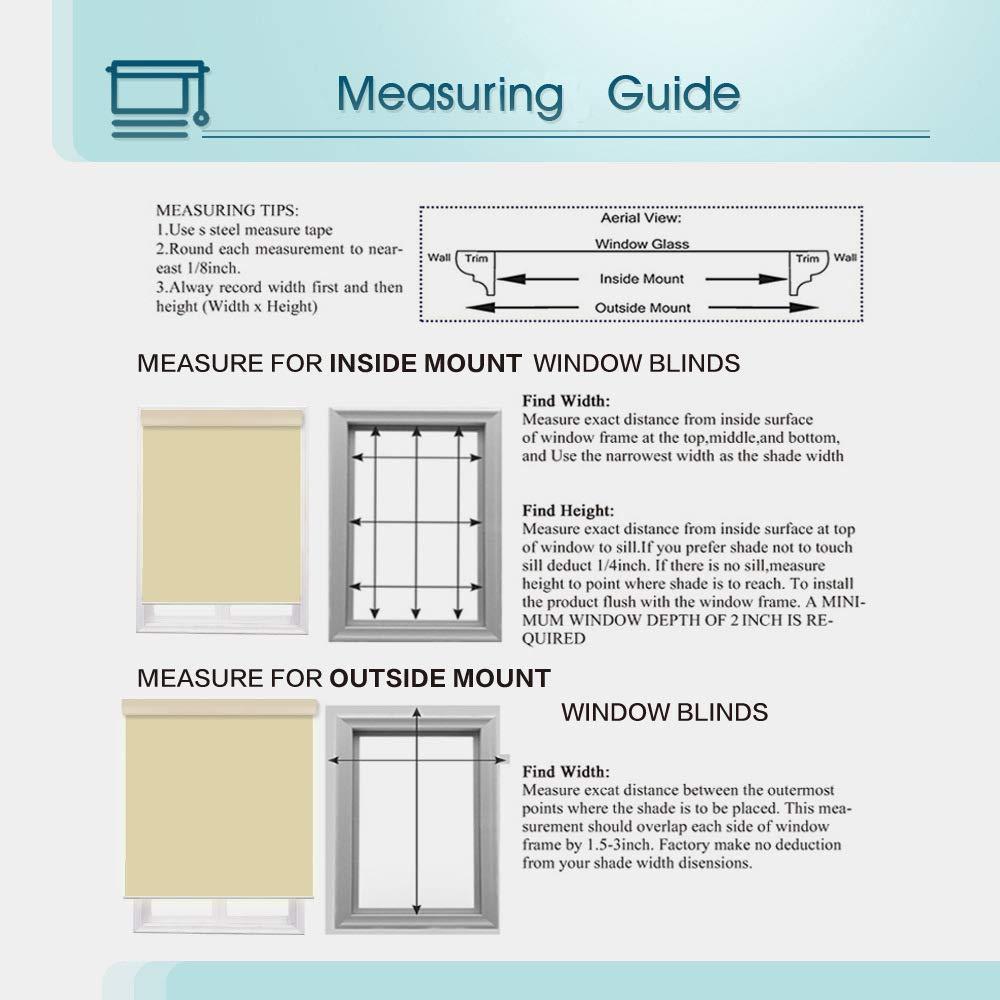 Measuring Guide
MEASURING TIPS:
1.Use s steel measure tape
2.Round each measurement to near-
east 1/8inch.
3.Alway record width first and then
height (Width x Height)
Aerial View:
Window Glass
Wall Trim Trim Wall
Inside Mount
Outside Mount
MEASURE FOR INSIDE MOUNT WINDOW BLINDS
Find Width:
Measure exact distance from inside surface
of window frame at the top,middle,and bottom,
and Use the narrowest width as the shade width
Find Height:
Measure exact distance from inside surface at top
of window to sill.If you prefer shade not to touch
sill deduct 1/4inch. If there is no sill,measure
height to point where shade is to reach. To install
the product flush with the window frame. A MINI-
MUM WINDOW DEPTH OF 2 INCH IS RE-
QUIRED
MEASURE FOR OUTSIDE MOUNT
WINDOW BLINDS
Find Width:
Measure excat distance between the outermost
points where the shade is to be placed. This mea-
surement should overlap each side of window
frame by 1.5-3inch. Factory make no deduction
from your shade width disensions.